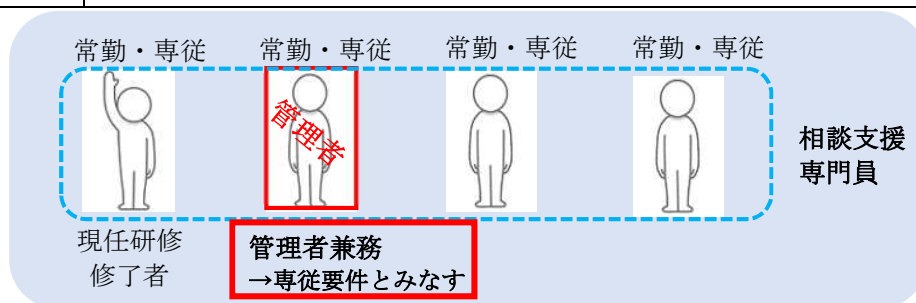 常勤・専従 常勤・専従 常勤・専従 常勤・専従
管理者
相談支援
専門員
現任研修
修了者
管理者兼務
→専従要件とみなす